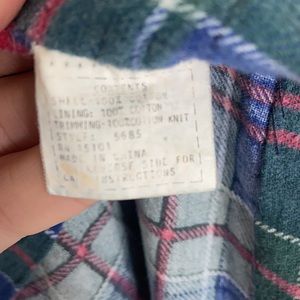 CONTENTS
SHELL-100% COTTON
LINING: 100% COTTON
TRIMMING-100%COTTON KNIT
STYLE: 5685
RN 15101
MADE IN CHINA
SIDE FOR
INSTRUCTIONS